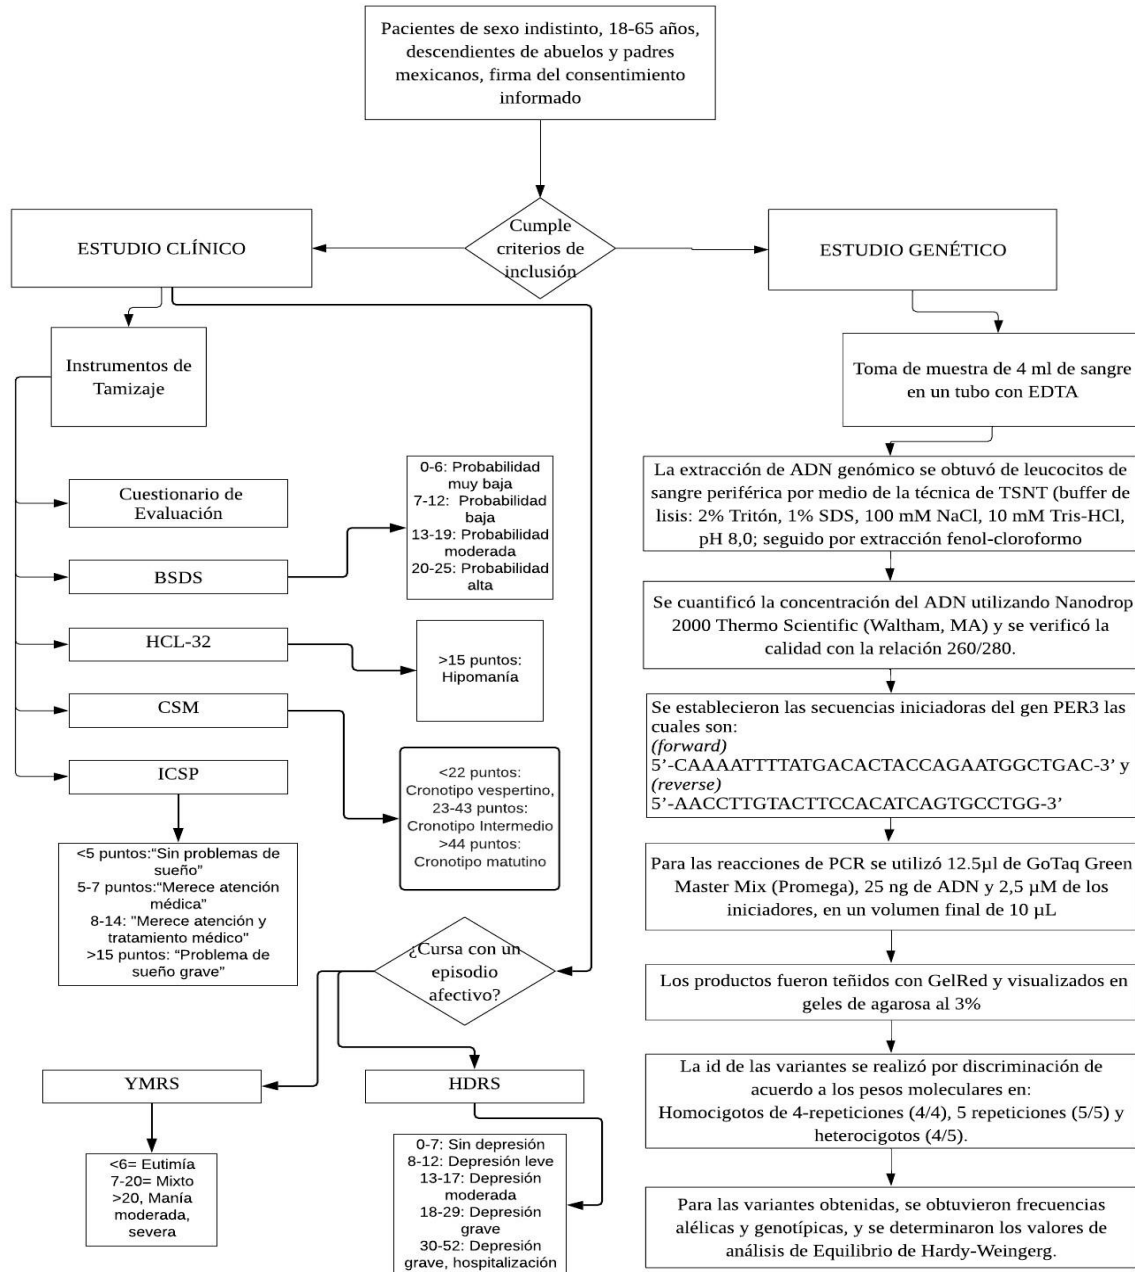 Pacientes de sexo indistinto, 18-65 años,
descendientes de abuelos y padres
mexicanos, firma del consentimiento
informado
Cumple
criterios de
inclusión
ESTUDIO CLÍNICO
ESTUDIO GENÉTICO
Instrumentos de
Tamizaje
Cuestionario de
Evaluación
BSDS
0-6: Probabilidad
muy baja
7-12: Probabilidad
baja
13-19: Probabilidad
moderada
20-25: Probabilidad
alta
HCL-32
>15 puntos:
Hipomanía
CSM
<22 puntos:
Cronotipo vespertino,
23-43 puntos:
Cronotipo Intermedio
>44 puntos:
Cronotipo matutino
ICSP
<5 puntos:“Sin problemas de
sueño”
5-7 puntos:“Merece atención
médica”
8-14: "Merece atención y
tratamiento médico"
>15 puntos: “Problema de
sueño grave”
¿Cursa con un
episodio
afectivo?
YMRS
<6= Eutimía
7-20= Mixto
>20, Manía
moderada,
severa
HDRS
0-7: Sin depresión
8-12: Depresión leve
13-17: Depresión
moderada
18-29: Depresión
grave
30-52: Depresión
grave, hospitalización
Toma de muestra de 4 ml de sangre
en un tubo con EDTA
La extracción de ADN genómico se obtuvó de leucocitos de
sangre periférica por medio de la técnica de TSNT (buffer de
lisis: 2% Tritón, 1% SDS, 100 mM NaCl, 10 mM Tris-HCl,
pH 8,0; seguido por extracción fenol-cloroformo
Se cuantificó la concentración del ADN utilizando Nanodrop
2000 Thermo Scientific (Waltham, MA) y se verificó la
calidad con la relación 260/280.
Se establecieron las secuencias iniciadoras del gen PER3 las
cuales son:
(forward)
5’-CAAAATTTTATGACACTACCAGAATGGCTGAC-3’ y
(reverse)
5’-AACCTTGTACTTCCACATCAGTGCCTGG-3’
Para las reacciones de PCR se utilizó 12.5µl de GoTaq Green
Master Mix (Promega), 25 ng de ADN y 2,5 µM de los
iniciadores, en un volumen final de 10 µL
Los productos fueron teñidos con GelRed y visualizados en
geles de agarosa al 3%
La id de las variantes se realizó por discriminación de
acuerdo a los pesos moleculares en:
Homocigotos de 4-repeticiones (4/4), 5 repeticiones (5/5) y
heterocigotos (4/5).
Para las variantes obtenidas, se obtuvieron frecuencias
alélicas y genotípicas, y se determinaron los valores de
análisis de Equilibrio de Hardy-Weingerg.